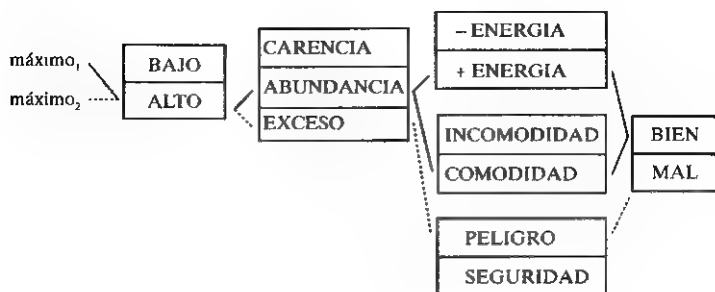 máximo₁
máximo₂
BAJO
ALTO
CARENCIA
ABUNDANCIA
EXCESO
– ENERGIA
+ ENERGIA
INCOMODIDAD
COMODIDAD
PELIGRO
SEGURIDAD
BIEN
MAL